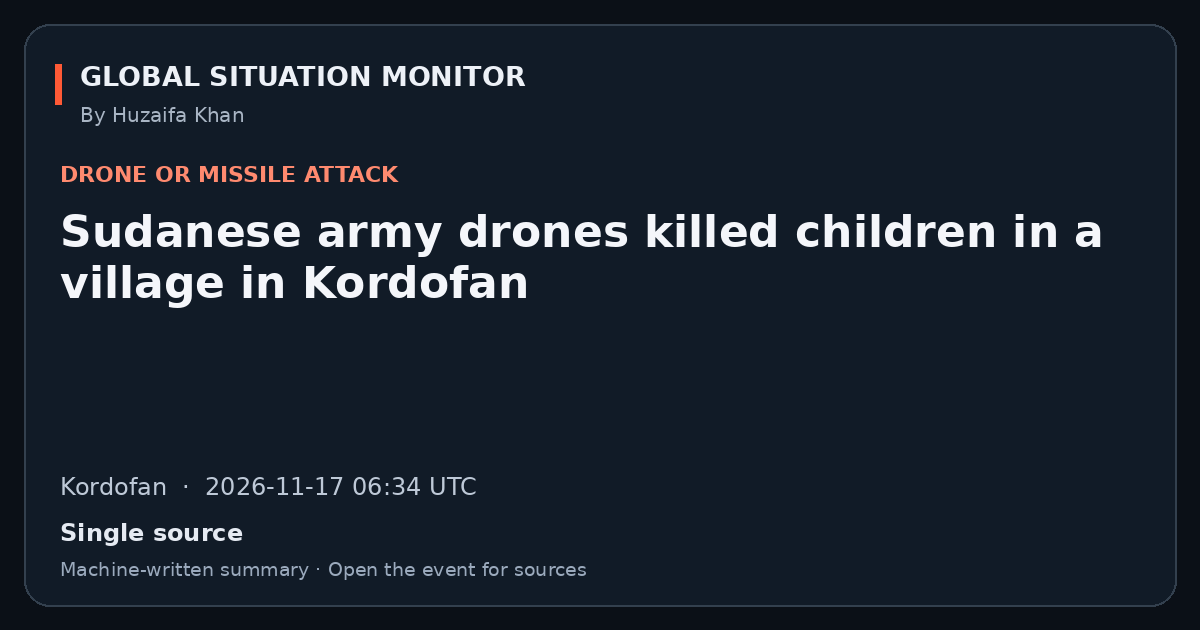 GLOBAL SITUATION MONITOR
By Huzaifa Khan
DRONE OR MISSILE ATTACK
Sudanese army drones killed children in a
village in Kordofan
Kordofan · 2026-11-17 06:34 UTC
Single source
Machine-written summary · Open the event for sources